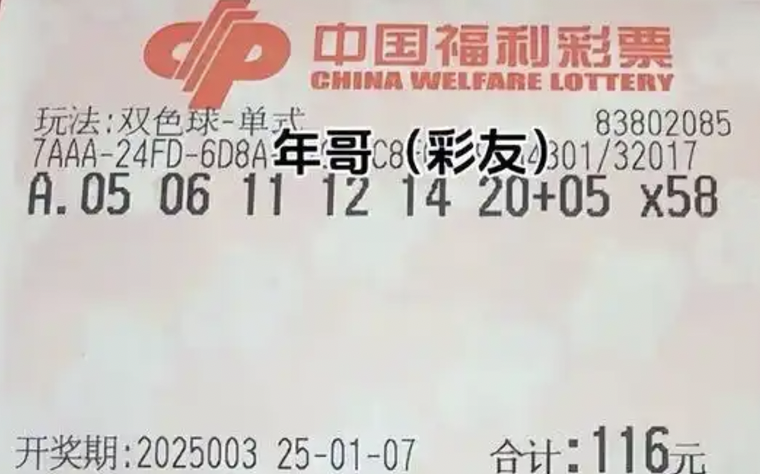 中国福利彩票
CHINA WELFARE LOTTERY
玩法:双色球-单式
83802085
7AAA-24FD-6D8A
301/32017
年哥（彩友）
A.05 06 11 12 14 20+05 x58
开奖期:2025003 25-01-07
合计:116元